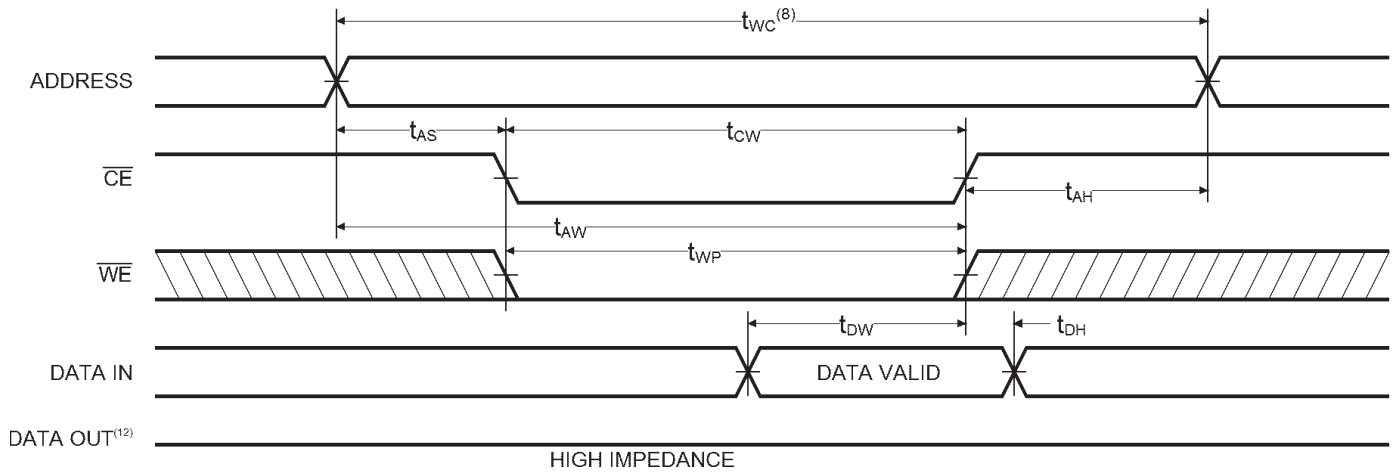 tWC(8)
ADDRESS
tAS
tCW
CE
tAH
tAW
tWP
WE
tDW
tDH
DATA IN
DATA VALID
DATA OUT(12)
HIGH IMPEDANCE